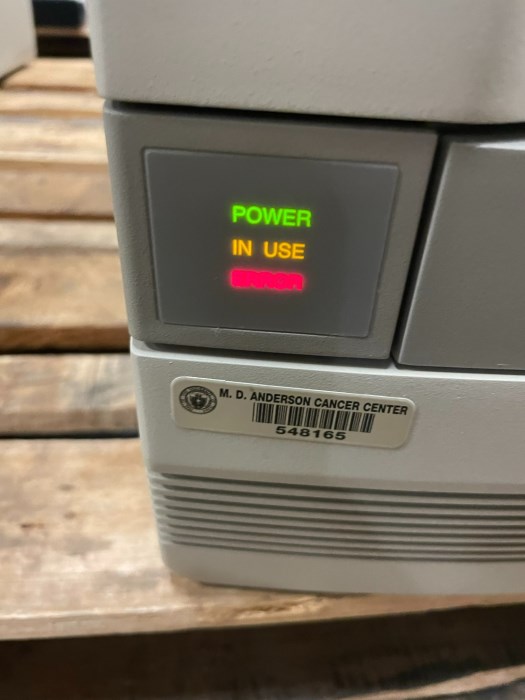 POWER
IN USE
ERROR
M. D. ANDERSON CANCER CENTER
548165